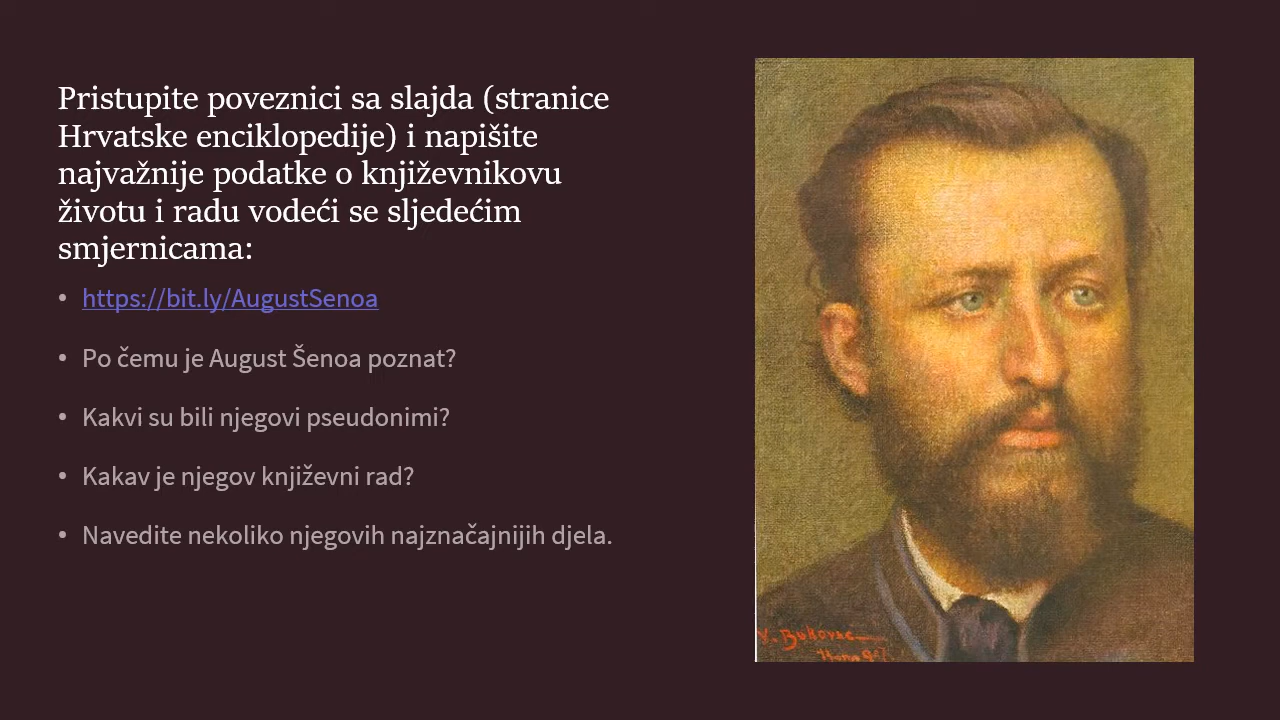 Pristupite poveznici sa slajda (stranice
Hrvatske enciklopedije) i napišite
najvažnije podatke o književnikovu
životu i radu vodeći se sljedećim
smjernicama:
• https://bit.ly/AugustSenoa
• Po čemu je August Šenoa poznat?
• Kakvi su bili njegovi pseudonimi?
• Kakav je njegov književni rad?
• Navedite nekoliko njegovih najznačajnijih djela.
V. Bukovac